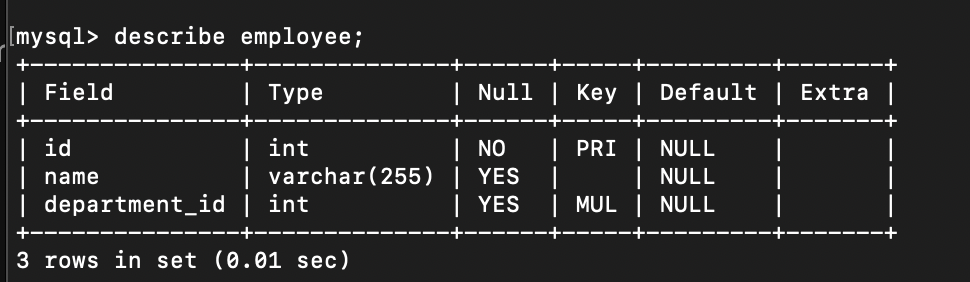 [mysql> describe employee;
+---------------+--------------+------+-----+---------+-------+
| Field         | Type         | Null | Key | Default | Extra |
+---------------+--------------+------+-----+---------+-------+
| id            | int          | NO   | PRI | NULL    |       |
| name          | varchar(255) | YES  |     | NULL    |       |
| department_id | int          | YES  | MUL | NULL    |       |
+---------------+--------------+------+-----+---------+-------+
3 rows in set (0.01 sec)